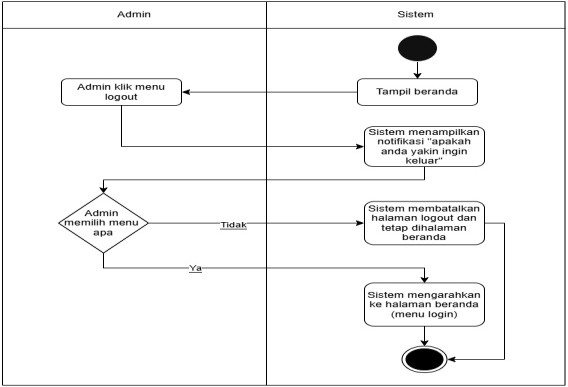 Admin
Sistem
Tampil beranda
Admin klik menu
logout
Sistem menampilkan
notifikasi "apakah
anda yakin ingin
keluar"
Admin
memilih menu
apa
Tidak
Sistem membatalkan
halaman logout dan
tetap dihalaman
beranda
Ya
Sistem mengarahkan
ke halaman beranda
(menu login)